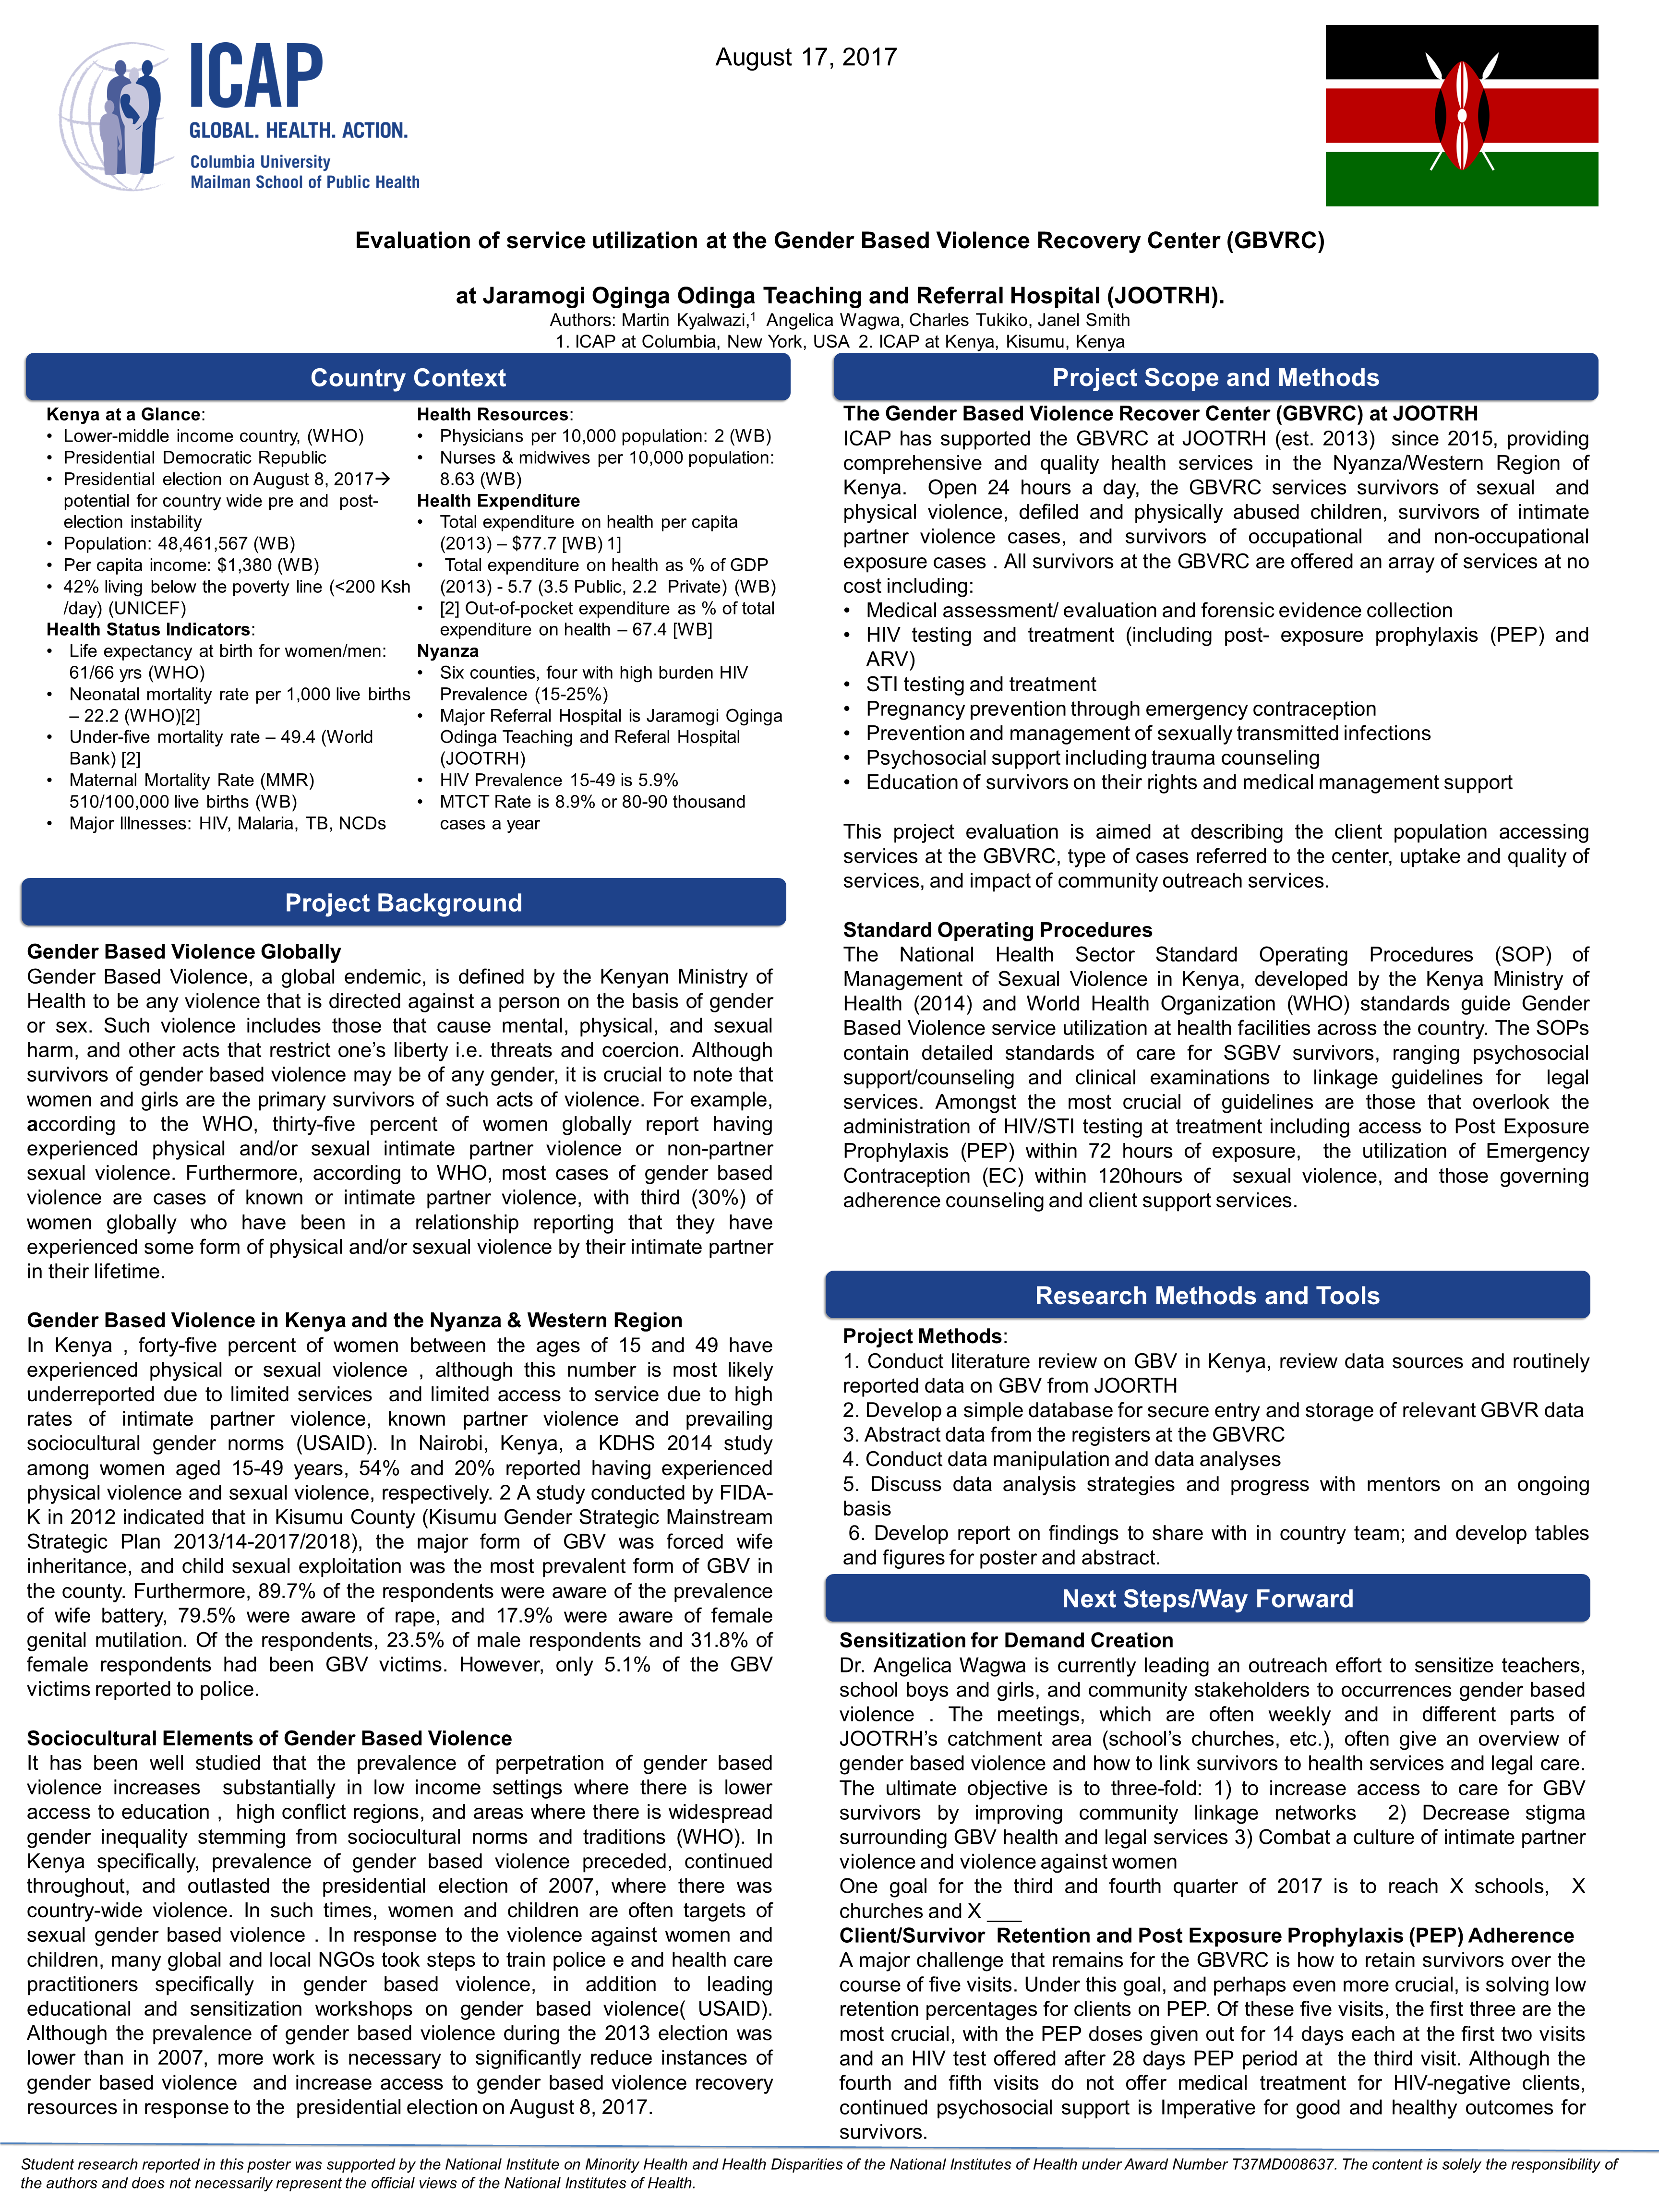 ICAP
GLOBAL. HEALTH. ACTION.
Columbia University
Mailman School of Public Health
August 17, 2017
Evaluation of service utilization at the Gender Based Violence Recovery Center (GBVRC)
at Jaramogi Oginga Odinga Teaching and Referral Hospital (JOOTRH).
Authors: Martin Kyalwazi,¹ Angelica Wagwa, Charles Tukiko, Janel Smith
1. ICAP at Columbia, New York, USA 2. ICAP at Kenya, Kisumu, Kenya
Country Context
Kenya at a Glance:
• Lower-middle income country, (WHO)
• Presidential Democratic Republic
• Presidential election on August 8, 2017→
potential for country wide pre and post-
election instability
• Population: 48,461,567 (WB)
• Per capita income: $1,380 (WB)
• 42% living below the poverty line (<200 Ksh
/day) (UNICEF)
Health Status Indicators:
• Life expectancy at birth for women/men:
61/66 yrs (WHO)
• Neonatal mortality rate per 1,000 live births
– 22.2 (WHO)[2]
• Under-five mortality rate – 49.4 (World
Bank) [2]
• Maternal Mortality Rate (MMR)
510/100,000 live births (WB)
• Major Illnesses: HIV, Malaria, TB, NCDs
Health Resources:
• Physicians per 10,000 population: 2 (WB)
• Nurses & midwives per 10,000 population:
8.63 (WB)
Health Expenditure
• Total expenditure on health per capita
(2013) – $77.7 [WB) 1]
• Total expenditure on health as % of GDP
(2013) - 5.7 (3.5 Public, 2.2 Private) (WB)
• [2] Out-of-pocket expenditure as % of total
expenditure on health – 67.4 [WB]
Nyanza
• Six counties, four with high burden HIV
Prevalence (15-25%)
• Major Referral Hospital is Jaramogi Oginga
Odinga Teaching and Referal Hospital
(JOOTRH)
• HIV Prevalence 15-49 is 5.9%
• MTCT Rate is 8.9% or 80-90 thousand
cases a year
Project Background
Gender Based Violence Globally
Gender Based Violence, a global endemic, is defined by the Kenyan Ministry of
Health to be any violence that is directed against a person on the basis of gender
or sex. Such violence includes those that cause mental, physical, and sexual
harm, and other acts that restrict one's liberty i.e. threats and coercion. Although
survivors of gender based violence may be of any gender, it is crucial to note that
women and girls are the primary survivors of such acts of violence. For example,
according to the WHO, thirty-five percent of women globally report having
experienced physical and/or sexual intimate partner violence or non-partner
sexual violence. Furthermore, according to WHO, most cases of gender based
violence are cases of known or intimate partner violence, with third (30%) of
women globally who have been in a relationship reporting that they have
experienced some form of physical and/or sexual violence by their intimate partner
in their lifetime.
Gender Based Violence in Kenya and the Nyanza & Western Region
In Kenya , forty-five percent of women between the ages of 15 and 49 have
experienced physical or sexual violence , although this number is most likely
underreported due to limited services and limited access to service due to high
rates of intimate partner violence, known partner violence and prevailing
sociocultural gender norms (USAID). In Nairobi, Kenya, a KDHS 2014 study
among women aged 15-49 years, 54% and 20% reported having experienced
physical violence and sexual violence, respectively. 2 A study conducted by FIDA-
K in 2012 indicated that in Kisumu County (Kisumu Gender Strategic Mainstream
Strategic Plan 2013/14-2017/2018), the major form of GBV was forced wife
inheritance, and child sexual exploitation was the most prevalent form of GBV in
the county. Furthermore, 89.7% of the respondents were aware of the prevalence
of wife battery, 79.5% were aware of rape, and 17.9% were aware of female
genital mutilation. Of the respondents, 23.5% of male respondents and 31.8% of
female respondents had been GBV victims. However, only 5.1% of the GBV
victims reported to police.
Sociocultural Elements of Gender Based Violence
It has been well studied that the prevalence of perpetration of gender based
violence increases substantially in low income settings where there is lower
access to education , high conflict regions, and areas where there is widespread
gender inequality stemming from sociocultural norms and traditions (WHO). In
Kenya specifically, prevalence of gender based violence preceded, continued
throughout, and outlasted the presidential election of 2007, where there was
country-wide violence. In such times, women and children are often targets of
sexual gender based violence . In response to the violence against women and
children, many global and local NGOs took steps to train police e and health care
practitioners specifically in gender based violence, in addition to leading
educational and sensitization workshops on gender based violence( USAID).
Although the prevalence of gender based violence during the 2013 election was
lower than in 2007, more work is necessary to significantly reduce instances of
gender based violence and increase access to gender based violence recovery
resources in response to the presidential election on August 8, 2017.
Project Scope and Methods
The Gender Based Violence Recover Center (GBVRC) at JOOTRH
ICAP has supported the GBVRC at JOOTRH (est. 2013) since 2015, providing
comprehensive and quality health services in the Nyanza/Western Region of
Kenya. Open 24 hours a day, the GBVRC services survivors of sexual and
physical violence, defiled and physically abused children, survivors of intimate
partner violence cases, and survivors of occupational and non-occupational
exposure cases . All survivors at the GBVRC are offered an array of services at no
cost including:
• Medical assessment/ evaluation and forensic evidence collection
• HIV testing and treatment (including post- exposure prophylaxis (PEP) and
ARV)
• STI testing and treatment
• Pregnancy prevention through emergency contraception
• Prevention and management of sexually transmitted infections
• Psychosocial support including trauma counseling
• Education of survivors on their rights and medical management support
This project evaluation is aimed at describing the client population accessing
services at the GBVRC, type of cases referred to the center, uptake and quality of
services, and impact of community outreach services.
Standard Operating Procedures
The National Health Sector Standard Operating Procedures (SOP) of
Management of Sexual Violence in Kenya, developed by the Kenya Ministry of
Health (2014) and World Health Organization (WHO) standards guide Gender
Based Violence service utilization at health facilities across the country. The SOPs
contain detailed standards of care for SGBV survivors, ranging psychosocial
support/counseling and clinical examinations to linkage guidelines for legal
services. Amongst the most crucial of guidelines are those that overlook the
administration of HIV/STI testing at treatment including access to Post Exposure
Prophylaxis (PEP) within 72 hours of exposure, the utilization of Emergency
Contraception (EC) within 120hours of sexual violence, and those governing
adherence counseling and client support services.
Research Methods and Tools
Project Methods:
1. Conduct literature review on GBV in Kenya, review data sources and routinely
reported data on GBV from JOORTH
2. Develop a simple database for secure entry and storage of relevant GBVR data
3. Abstract data from the registers at the GBVRC
4. Conduct data manipulation and data analyses
5. Discuss data analysis strategies and progress with mentors on an ongoing
basis
6. Develop report on findings to share with in country team; and develop tables
and figures for poster and abstract.
Next Steps/Way Forward
Sensitization for Demand Creation
Dr. Angelica Wagwa is currently leading an outreach effort to sensitize teachers,
school boys and girls, and community stakeholders to occurrences gender based
violence . The meetings, which are often weekly and in different parts of
JOOTRH's catchment area (school's churches, etc.), often give an overview of
gender based violence and how to link survivors to health services and legal care.
The ultimate objective is to three-fold: 1) to increase access to care for GBV
survivors by improving community linkage networks 2) Decrease stigma
surrounding GBV health and legal services 3) Combat a culture of intimate partner
violence and violence against women
One goal for the third and fourth quarter of 2017 is to reach X schools, X
churches and X ___
Client/Survivor Retention and Post Exposure Prophylaxis (PEP) Adherence
A major challenge that remains for the GBVRC is how to retain survivors over the
course of five visits. Under this goal, and perhaps even more crucial, is solving low
retention percentages for clients on PEP. Of these five visits, the first three are the
most crucial, with the PEP doses given out for 14 days each at the first two visits
and an HIV test offered after 28 days PEP period at the third visit. Although the
fourth and fifth visits do not offer medical treatment for HIV-negative clients,
continued psychosocial support is Imperative for good and healthy outcomes for
survivors.
Student research reported in this poster was supported by the National Institute on Minority Health and Health Disparities of the National Institutes of Health under Award Number T37MD008637. The content is solely the responsibility of
the authors and does not necessarily represent the official views of the National Institutes of Health.